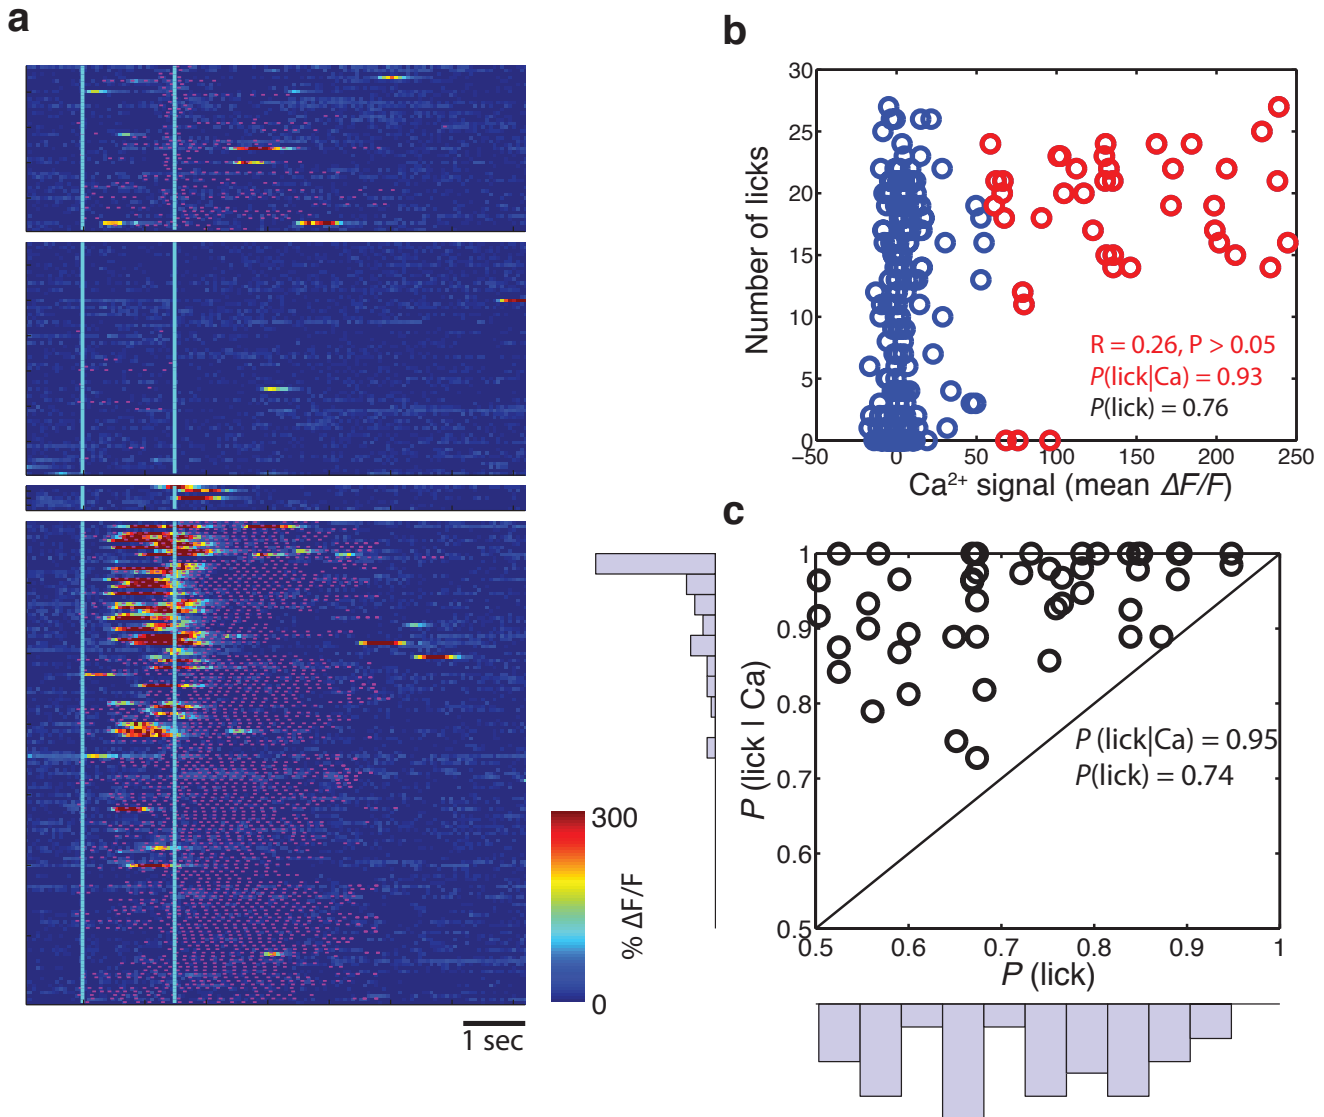 a
300
% ΔF/F
0
1 sec
b
30
25
20
15
10
5
0
Number of licks
R = 0.26, P > 0.05
P(lick|Ca) = 0.93
P(lick) = 0.76
−50 0 50 100 150 200 250
Ca²⁺ signal (mean ΔF/F)
c
1
0.9
0.8
0.7
0.6
0.5
P (lick | Ca)
P (lick|Ca) = 0.95
P(lick) = 0.74
0.5 0.6 0.7 0.8 0.9 1
P (lick)